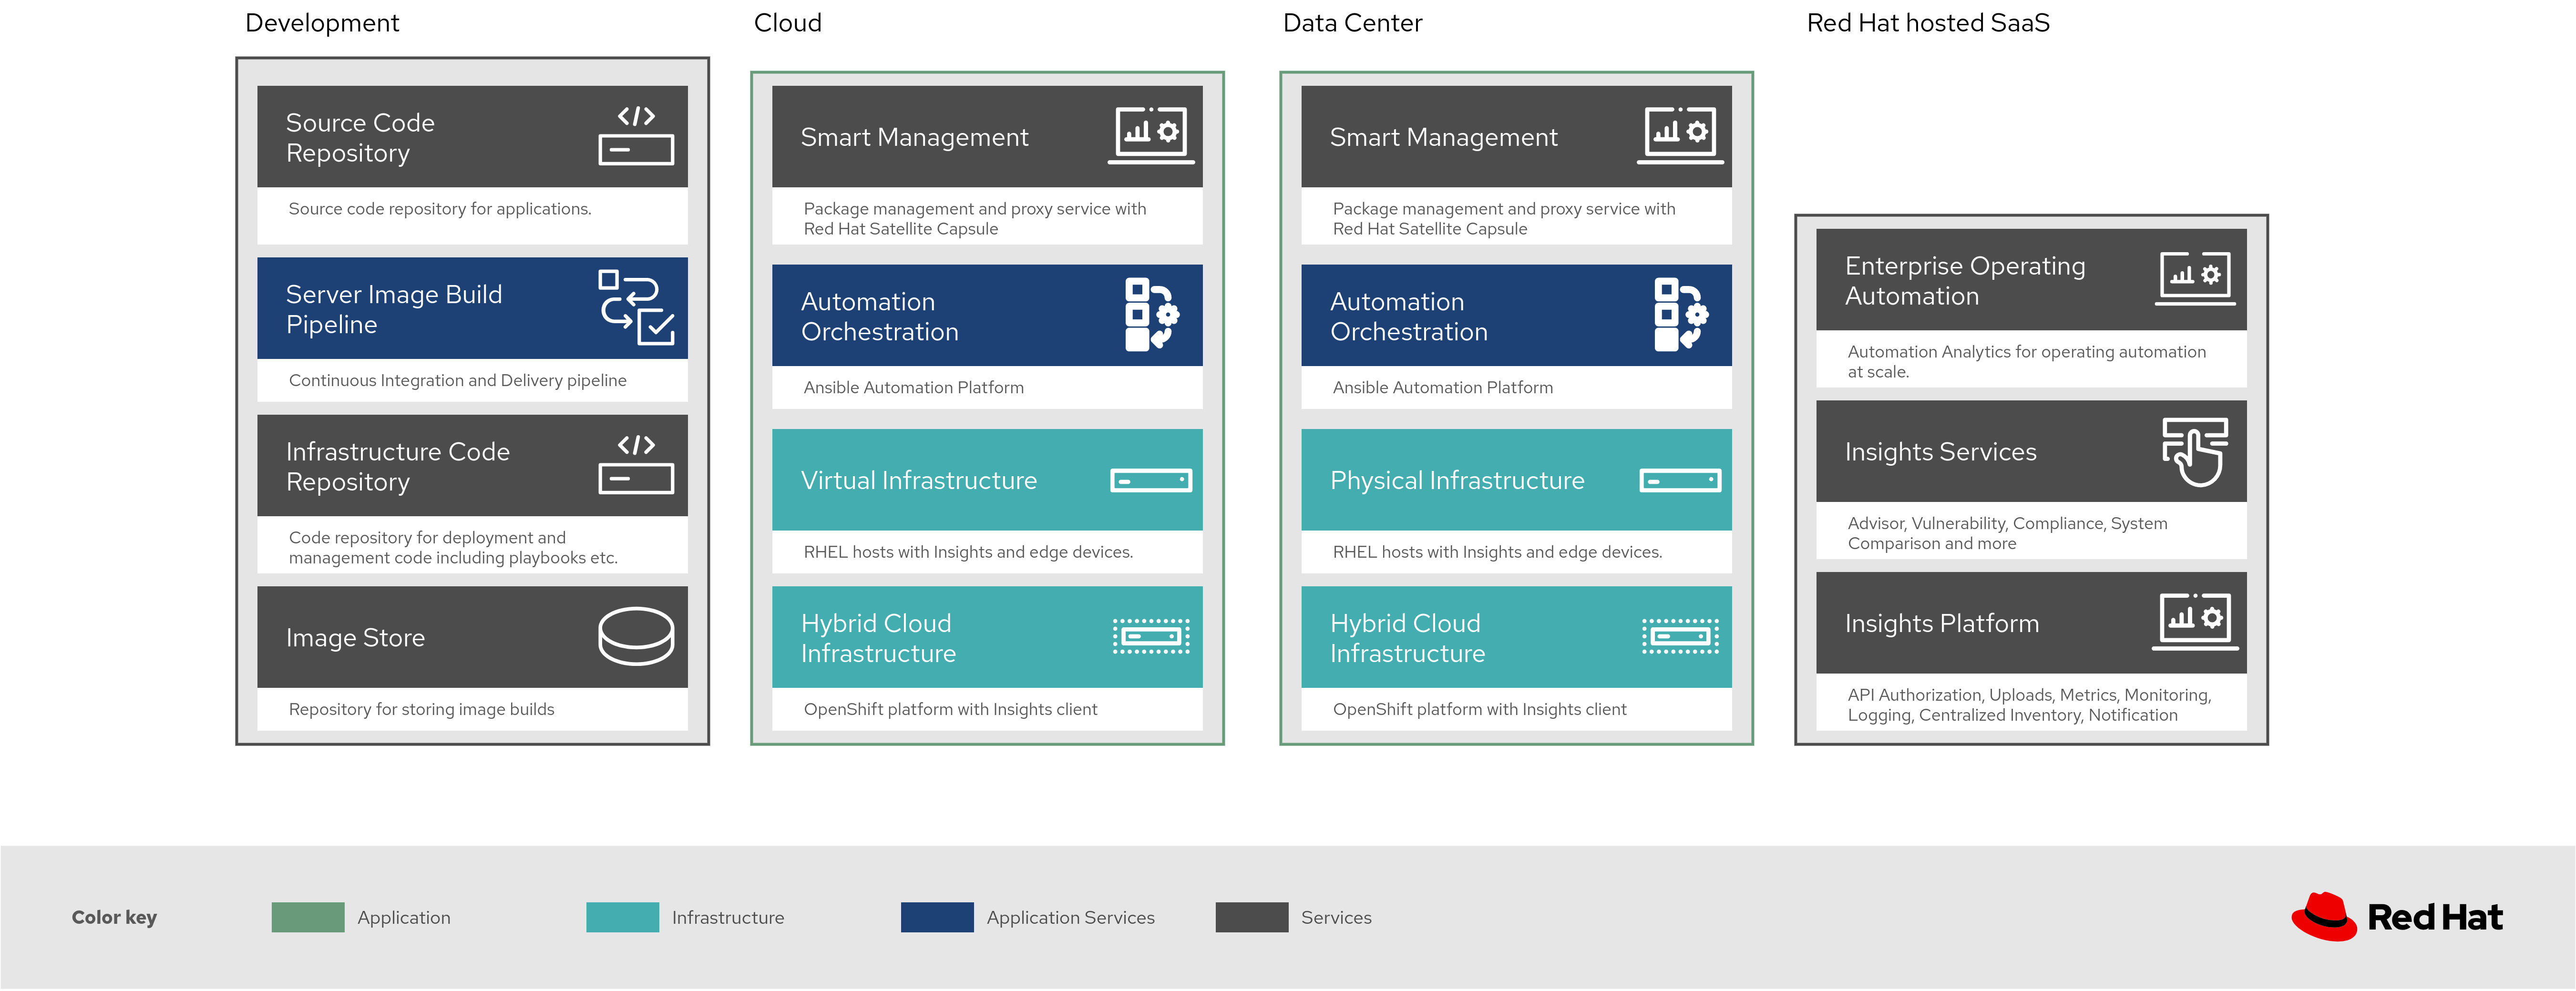 Development
Source Code
Repository
Source code repository for applications.
Server Image Build
Pipeline
Continuous Integration and Delivery pipeline
Infrastructure Code
Repository
Code repository for deployment and
management code including playbooks etc.
Image Store
Repository for storing image builds
Cloud
Smart Management
Package management and proxy service with
Red Hat Satellite Capsule
Automation
Orchestration
Ansible Automation Platform
Virtual Infrastructure
RHEL hosts with Insights and edge devices.
Hybrid Cloud
Infrastructure
OpenShift platform with Insights client
Data Center
Smart Management
Package management and proxy service with
Red Hat Satellite Capsule
Automation
Orchestration
Ansible Automation Platform
Physical Infrastructure
RHEL hosts with Insights and edge devices.
Hybrid Cloud
Infrastructure
OpenShift platform with Insights client
Red Hat hosted SaaS
Enterprise Operating
Automation
Automation Analytics for operating automation
at scale.
Insights Services
Advisor, Vulnerability, Compliance, System
Comparison and more
Insights Platform
API Authorization, Uploads, Metrics, Monitoring,
Logging, Centralized Inventory, Notification
Color key
Application
Infrastructure
Application Services
Services
Red Hat